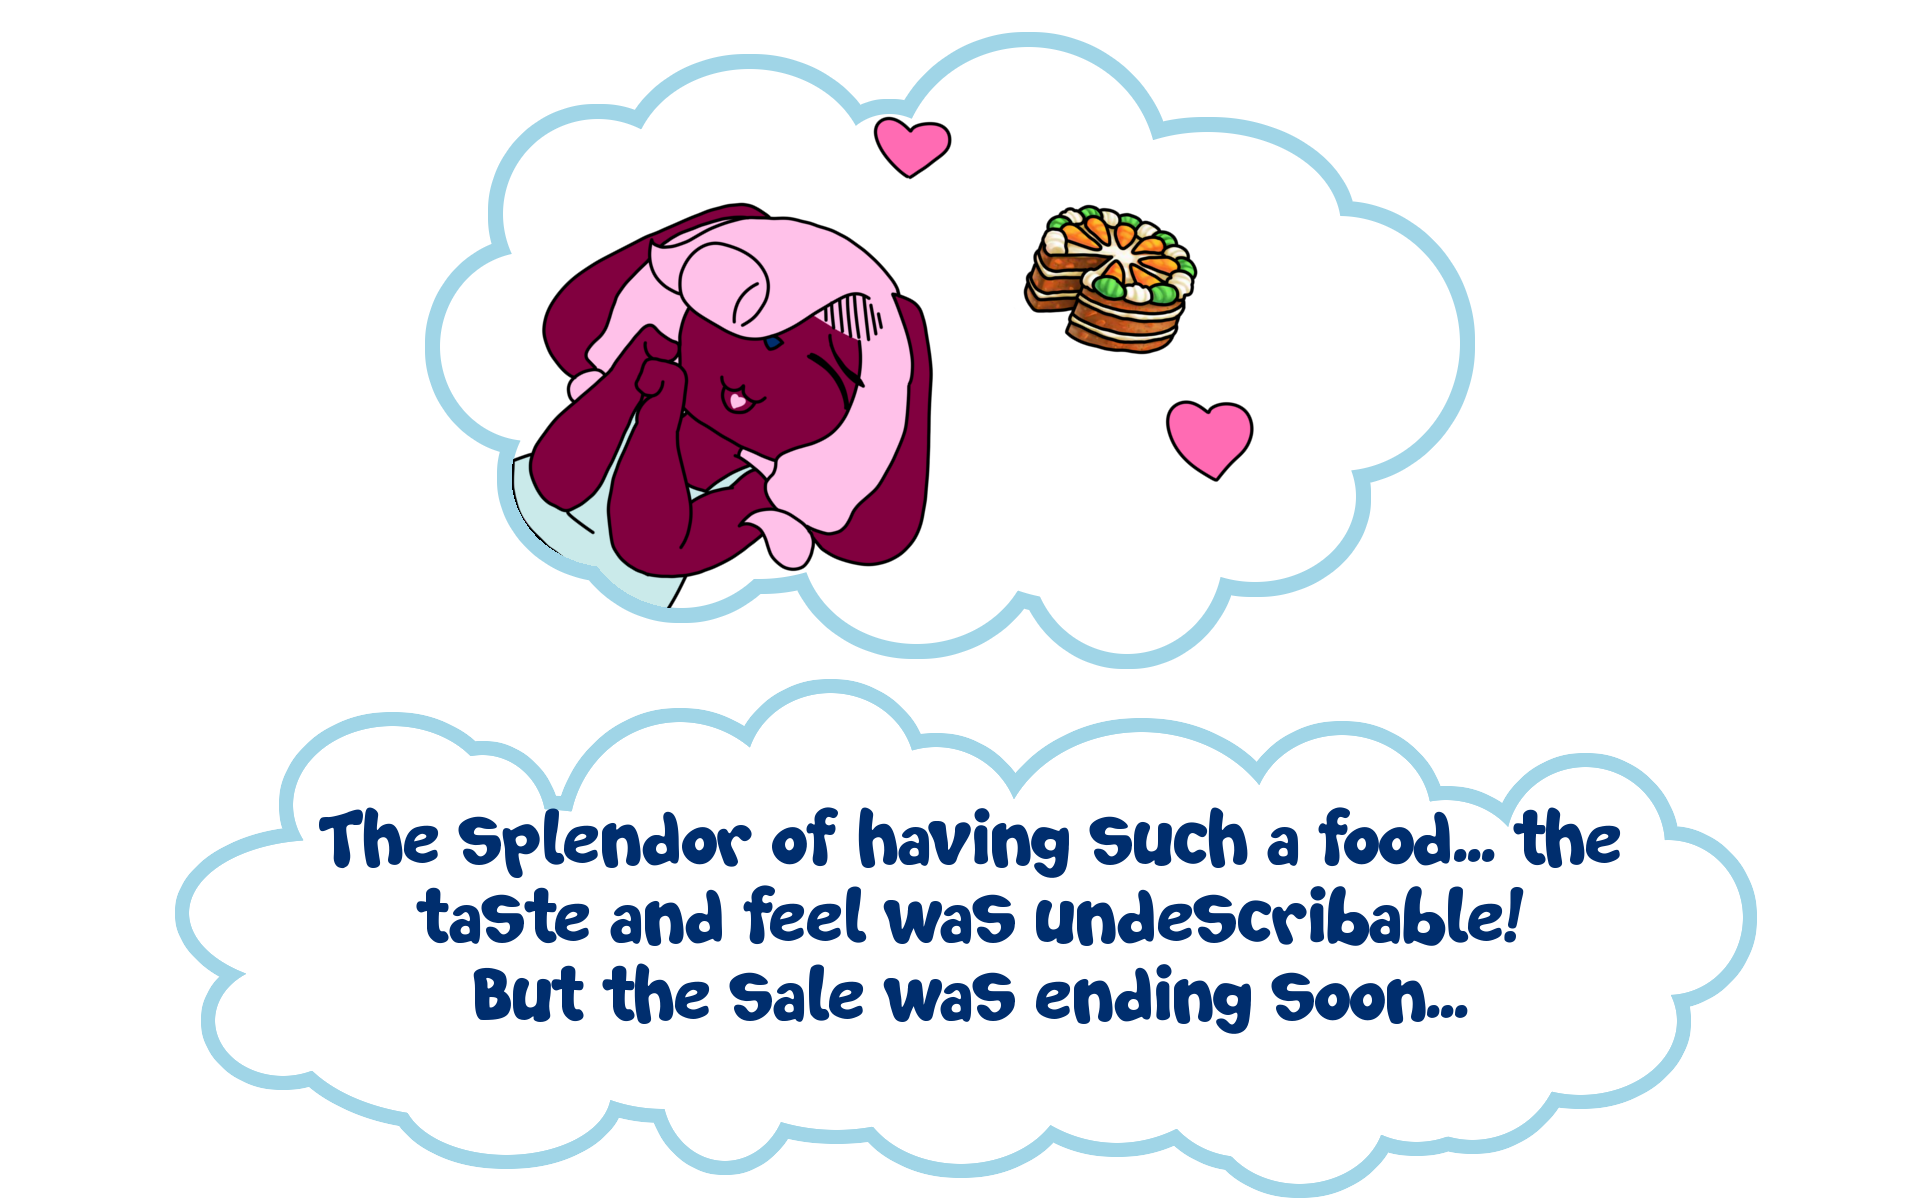 The Splendor of having Such a food... the
taste and feel was undescribable!
But the Sale was ending Soon...